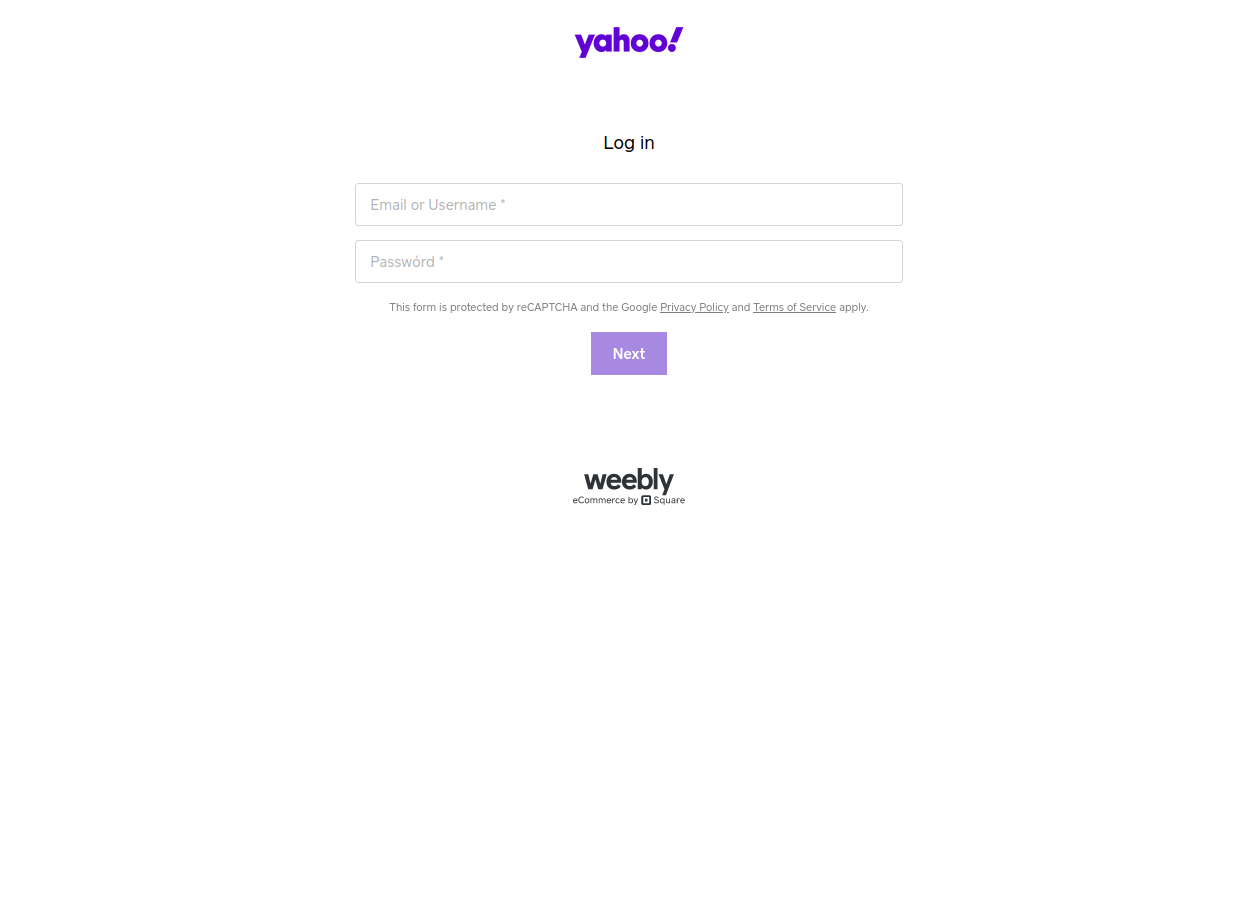 yahoo!
Log in
Email or Username *
Passwórd *
This form is protected by reCAPTCHA and the Google Privacy Policy and Terms of Service apply.
Next
weebly
eCommerce by Square